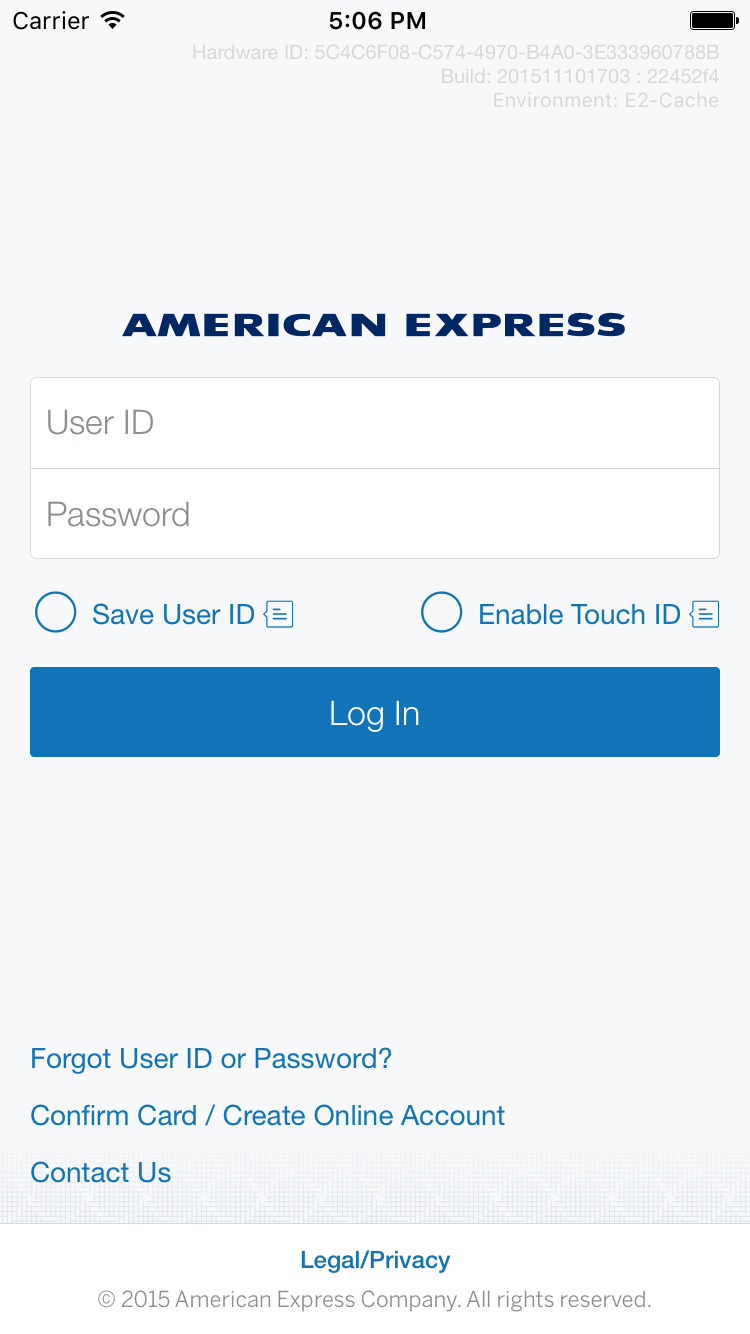 Carrier 5:06 PM
Hardware ID: 5C4C6F08-C574-4970-B4A0-3E333960788B
Build: 201511101703 : 22452f4
Environment: E2-Cache
AMERICAN EXPRESS
User ID
Password
Save User ID Enable Touch ID
Log In
Forgot User ID or Password?
Confirm Card / Create Online Account
Contact Us
Legal/Privacy
© 2015 American Express Company. All rights reserved.